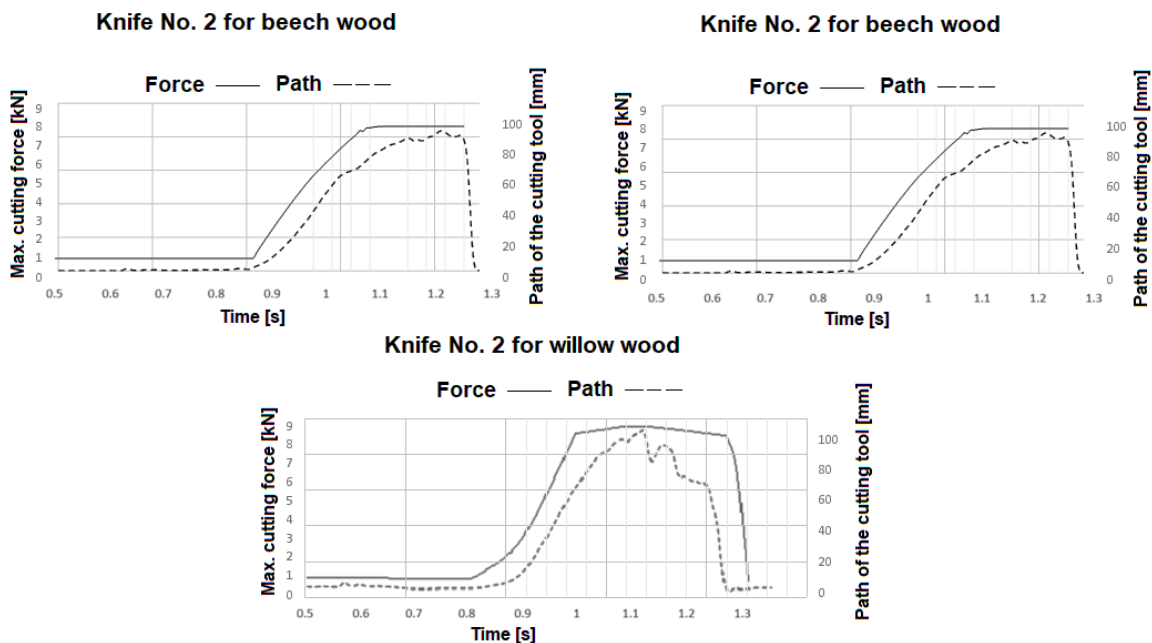 Knife No. 2 for beech wood
Force Path
Max. cutting force [kN]
9
8
7
6
5
4
3
2
1
0
100
80
60
40
20
0
Path of the cutting tool [mm]
0.5 0.6 0.7 0.8 0.9 1 1.1 1.2 1.3
Time [s]
Knife No. 2 for beech wood
Force Path
Max. cutting force [kN]
9
8
7
6
5
4
3
2
1
0
100
80
60
40
20
0
Path of the cutting tool [mm]
0.5 0.6 0.7 0.8 0.9 1 1.1 1.2 1.3
Time [s]
Knife No. 2 for willow wood
Force Path
Max. cutting force [kN]
9
8
7
6
5
4
3
2
1
0
100
80
60
40
20
0
Path of the cutting tool [mm]
0.5 0.6 0.7 0.8 0.9 1 1.1 1.2 1.3
Time [s]